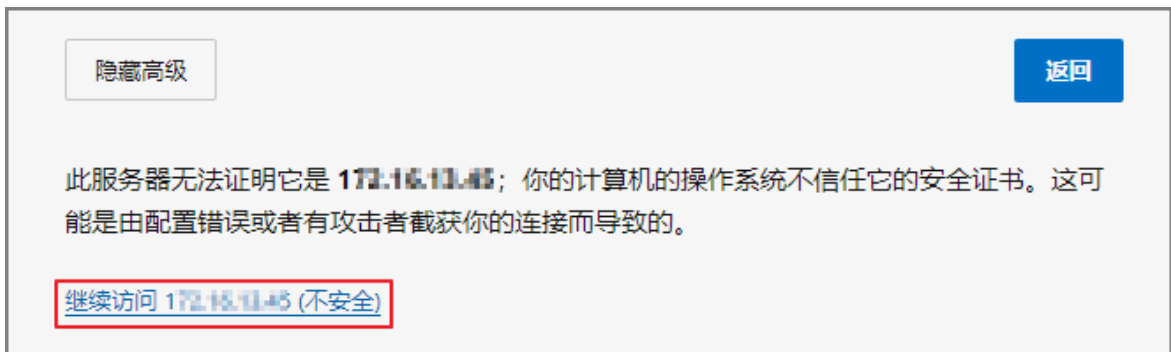 隐藏高级
返回
此服务器无法证明它是 ；你的计算机的操作系统不信任它的安全证书。这可
能是由配置错误或者有攻击者截获你的连接而导致的。
继续访问 (不安全)